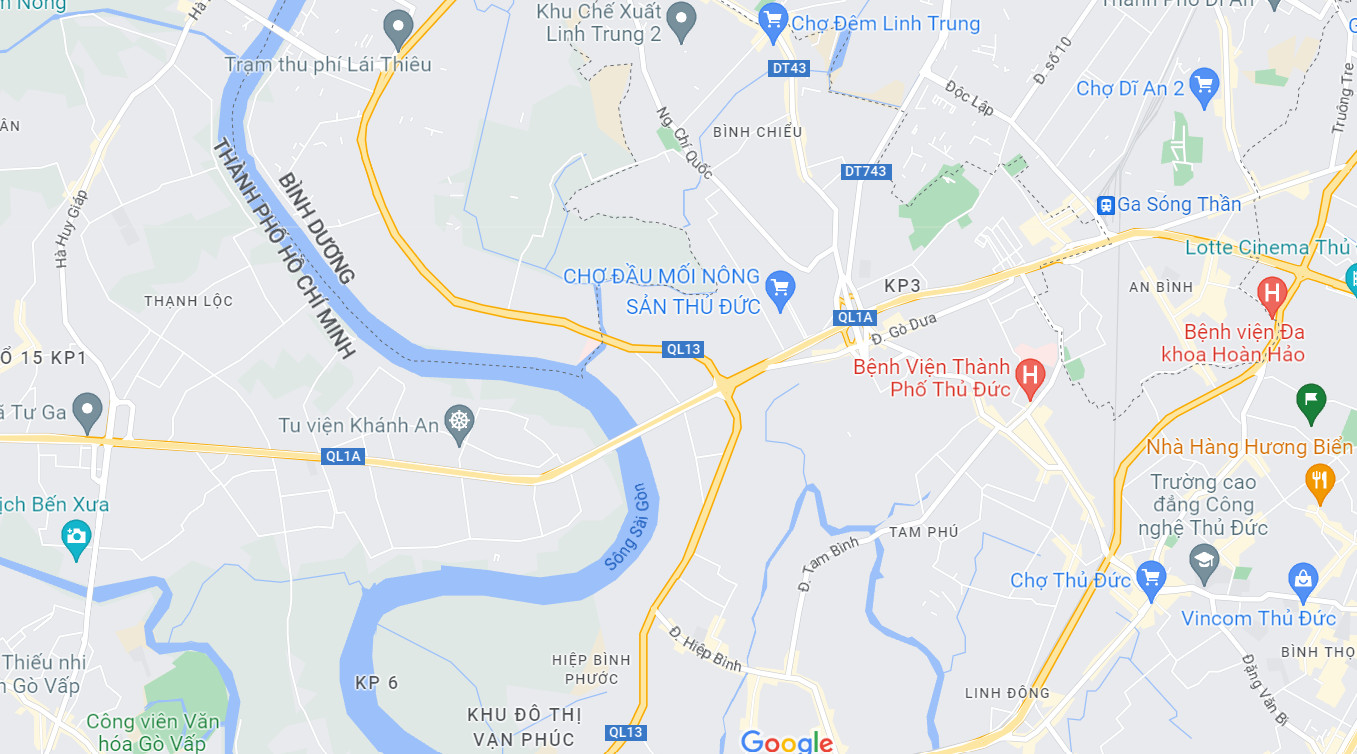 Nông
Hà
Khu Chế Xuất
Linh Trung 2
Chợ Đêm Linh Trung
Thành Phố Dĩ An
Trạm thu phí Lái Thiêu
DT43
Đ. số 10
Độc Lập
Chợ Dĩ An 2
Truông Tre
ÂN
Ng. Chí Quốc
BÌNH CHIỂU
DT743
BÌNH DƯƠNG
THÀNH PHỐ HỒ CHÍ MINH
Hà Huy Giáp
Ga Sóng Thần
Lotte Cinema Thủ
CHỢ ĐẦU MỐI NÔNG
SẢN THỦ ĐỨC
KP3
AN BÌNH
THẠNH LỘC
QL1A
Đ. Gò Dưa
Bệnh viện Đa
khoa Hoàn Hảo
Ổ 15 KP1
QL13
Bệnh Viện Thành
Phố Thủ Đức
ã Tư Ga
Tu viện Khánh An
QL1A
Nhà Hàng Hương Biển
Trường cao
đẳng Công
nghệ Thủ Đức
ịch Bến Xưa
Sông Sài Gòn
TAM PHÚ
Đ. Tam Bình
Chợ Thủ Đức
Vincom Thủ Đức
Đ. Hiệp Bình
HIỆP BÌNH
PHƯỚC
BÌNH THỌ
Thiếu nhi
n Gò Vấp
KP 6
LINH ĐÔNG
Đặng Văn Bi
Công viên Văn
hóa Gò Vấp
KHU ĐÔ THỊ
VẠN PHÚC
QL13
Google